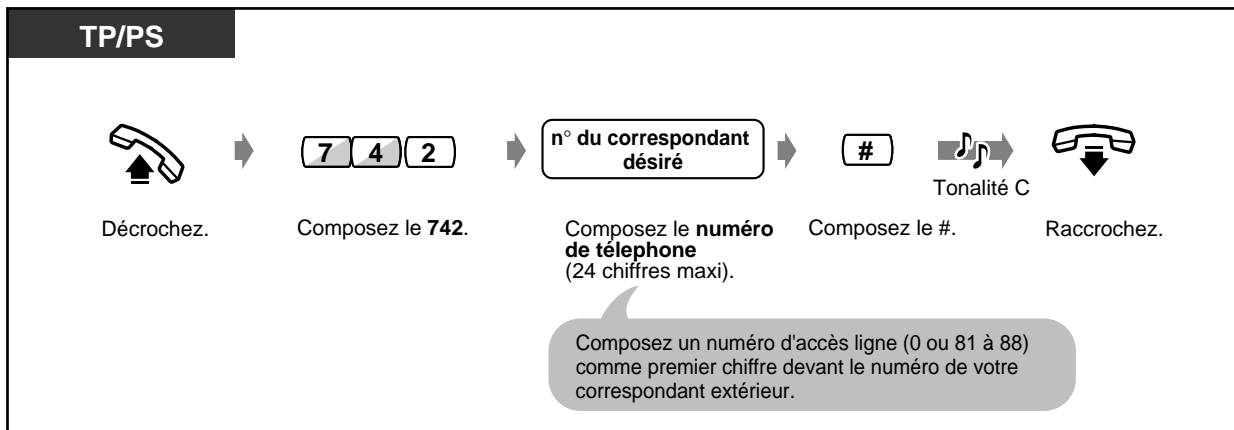 TP/PS
7 4 2
n° du correspondant
désiré
#
Tonalité C
Décrochez.
Composez le 742.
Composez le numéro
de télephone
(24 chiffres maxi).
Composez le #.
Raccrochez.
Composez un numéro d'accès ligne (0 ou 81 à 88)
comme premier chiffre devant le numéro de votre
correspondant extérieur.